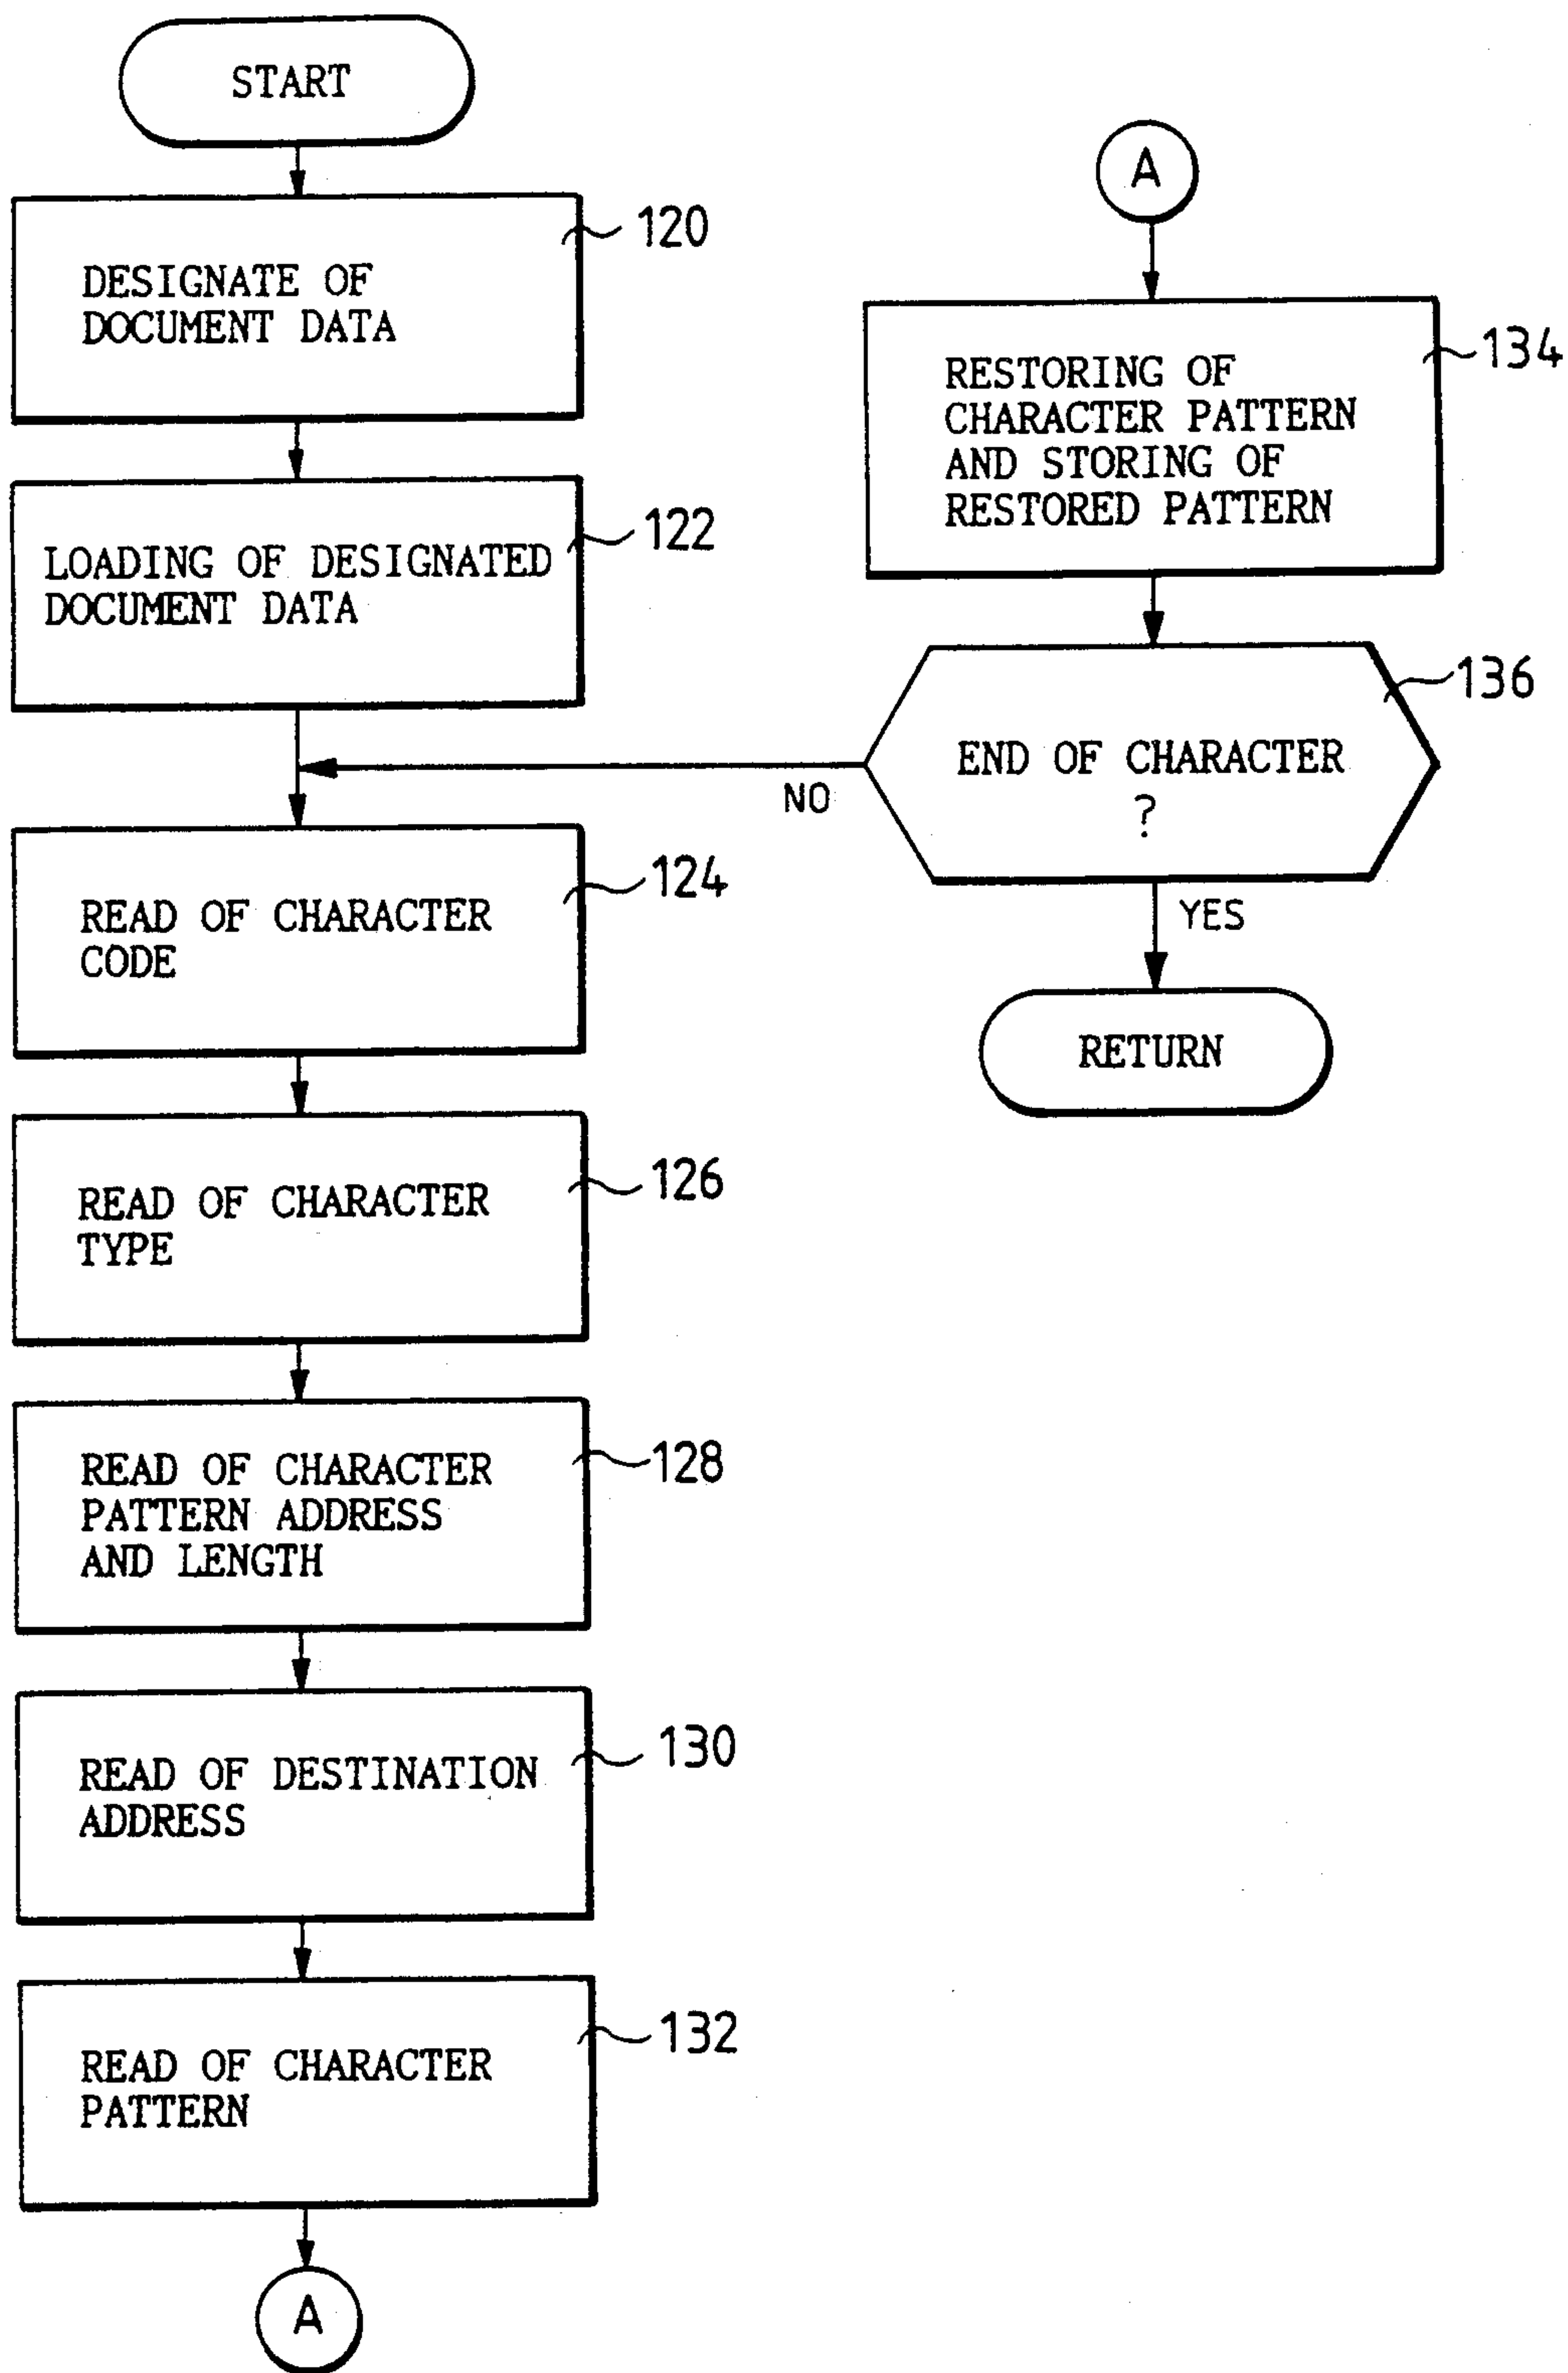 START
120
DESIGNATE OF
DOCUMENT DATA
122
LOADING OF DESIGNATED
DOCUMENT DATA
124
READ OF CHARACTER
CODE
126
READ OF CHARACTER
TYPE
128
READ OF CHARACTER
PATTERN ADDRESS
AND LENGTH
130
READ OF DESTINATION
ADDRESS
132
READ OF CHARACTER
PATTERN
A
A
134
RESTORING OF
CHARACTER PATTERN
AND STORING OF
RESTORED PATTERN
136
END OF CHARACTER
?
NO
YES
RETURN